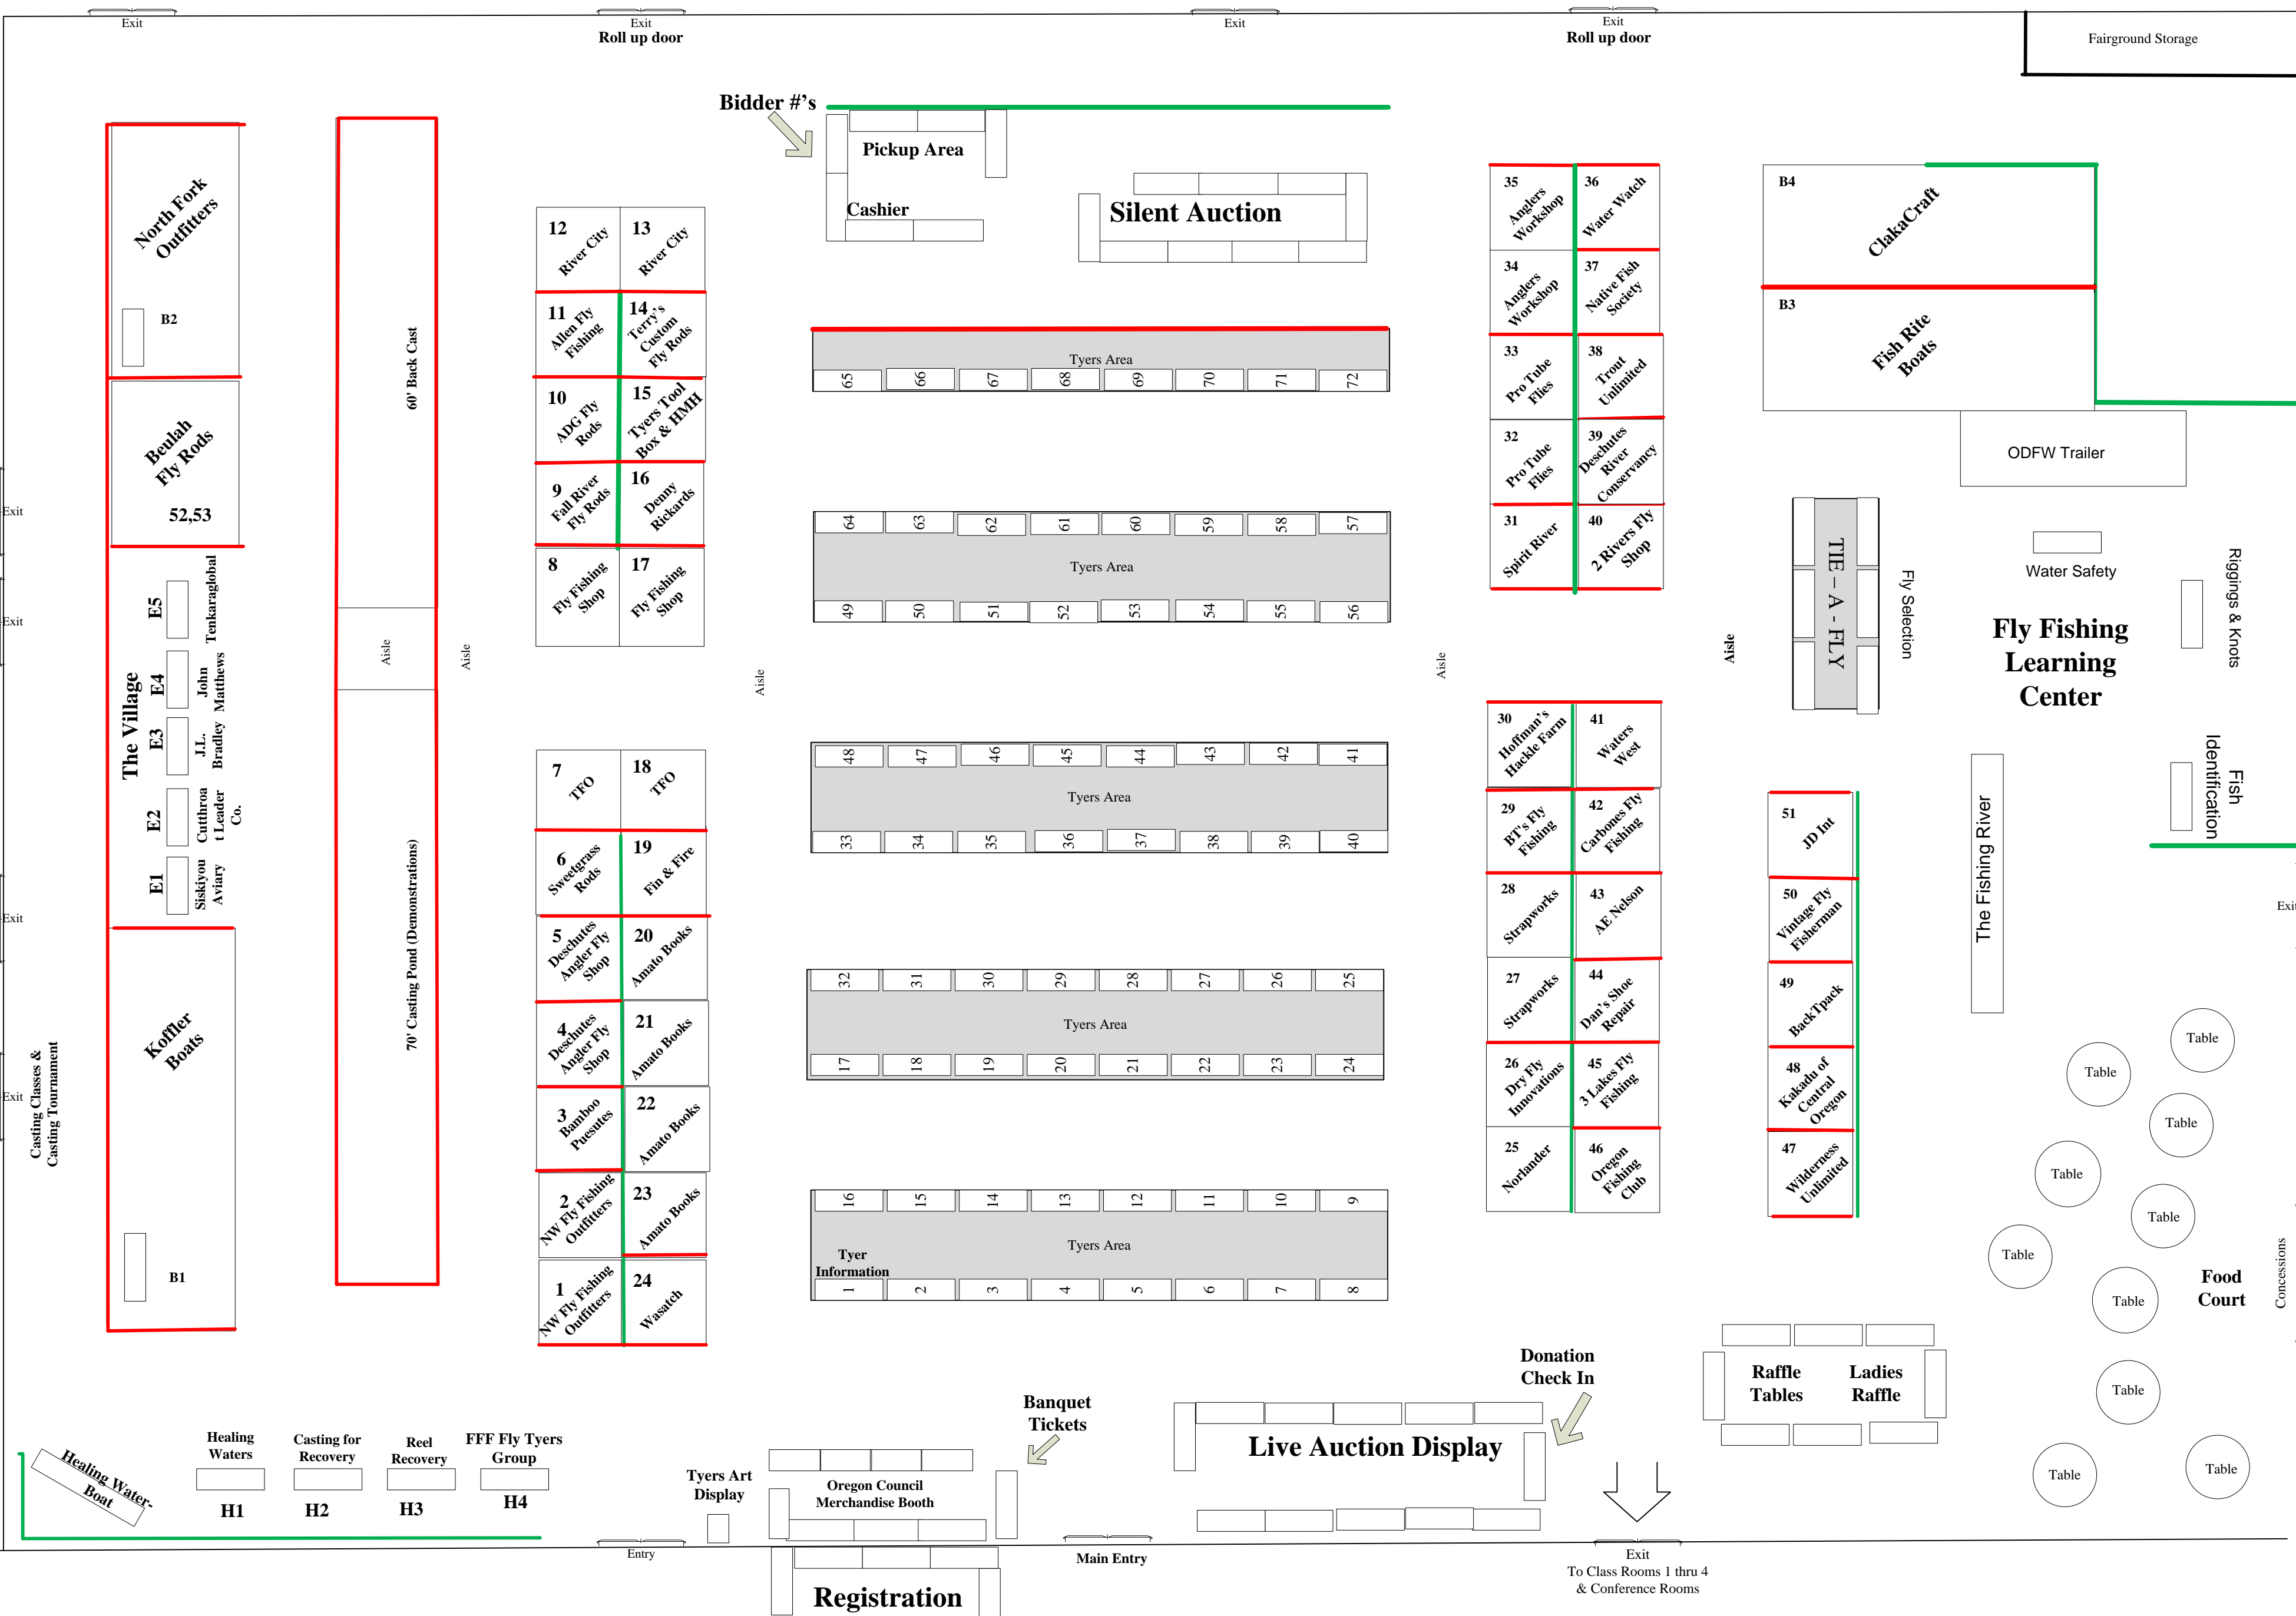 Exit
Exit
Roll up door
Exit
Exit
Roll up door
Fairground Storage
North Fork
Outfitters
B2
Beulah
Fly Rods
52,53
The Village
E5
Tenkaraglobal
E4
John
Matthews
E3
J.L.
Bradley
E2
Cutthroa
t Leader
Co.
E1
Siskiyou
Aviary
Koffler
Boats
B1
Exit
Exit
Exit
Exit
Casting Classes &
Casting Tournament
60' Back Cast
Aisle
Aisle
70' Casting Pond (Demonstrations)
12
River City
13
River City
11
Allen Fly
Fishing
14
Terry's
Custom
Fly Rods
10
ADG Fly
Rods
15
Tyers Tool
Box & HMH
9
Fall River
Fly Rods
16
Denny
Rickards
8
Fly Fishing
Shop
17
Fly Fishing
Shop
Aisle
7
TFO
18
TFO
6
Sweetgrass
Rods
19
Fin & Fire
5
Deschutes
Angler Fly
Shop
20
Amato Books
4
Deschutes
Angler Fly
Shop
21
Amato Books
3
Bamboo
Puesutes
22
Amato Books
2
NW Fly Fishing
Outfitters
23
Amato Books
1
NW Fly Fishing
Outfitters
24
Wasatch
Bidder #'s
Pickup Area
Cashier
Silent Auction
Tyers Area
65 66 67 68 69 70 71 72
64 63 62 61 60 59 58 57
Tyers Area
49 50 51 52 53 54 55 56
48 47 46 45 44 43 42 41
Tyers Area
33 34 35 36 37 38 39 40
32 31 30 29 28 27 26 25
Tyers Area
17 18 19 20 21 22 23 24
16 15 14 13 12 11 10 9
Tyers Area
Tyer
Information
1 2 3 4 5 6 7 8
35
Anglers
Workshop
36
Water Watch
34
Anglers
Workshop
37
Native Fish
Society
33
Pro Tube
Flies
38
Trout
Unlimited
32
Pro Tube
Flies
39
Deschutes
River
Conservancy
31
Spirit River
40
2 Rivers Fly
Shop
Aisle
Aisle
30
Hoffman's
Hackle Farm
41
Waters
West
29
BT's Fly
Fishing
42
Carbones Fly
Fishing
28
Strapworks
43
AE Nelson
27
Strapworks
44
Dan's Shoe
Repair
26
Dry Fly
Innovations
45
3 Lakes Fly
Fishing
25
Norlander
46
Oregon
Fishing
Club
B4
ClakaCraft
B3
Fish Rite
Boats
ODFW Trailer
TIE – A - FLY
Fly Selection
Water Safety
Riggings & Knots
Fly Fishing
Learning
Center
The Fishing River
Fish
Identification
Exit
51
JD Int
50
Vintage Fly
Fisherman
49
BackTpack
48
Kakadu of
Central
Oregon
47
Wilderness
Unlimited
Table
Table
Table
Table
Table
Table
Table
Table
Table
Table
Food
Court
Concessions
Raffle
Tables
Ladies
Raffle
Donation
Check In
Live Auction Display
Banquet
Tickets
Oregon Council
Merchandise Booth
Tyers Art
Display
Healing Water-
Boat
Healing
Waters
H1
Casting for
Recovery
H2
Reel
Recovery
H3
FFF Fly Tyers
Group
H4
Entry
Registration
Main Entry
Exit
To Class Rooms 1 thru 4
& Conference Rooms